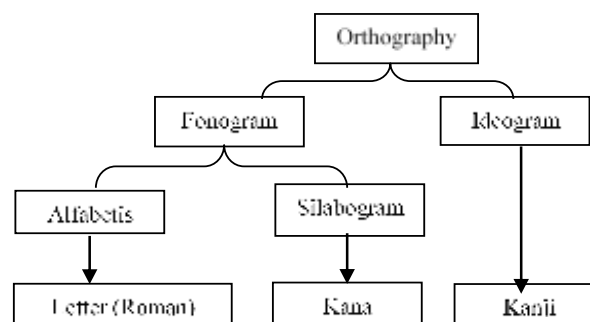 Orthography
Fonogram
Ideogram
Alfabetis
Silabogram
Letter (Roman)
Kana
Kanji